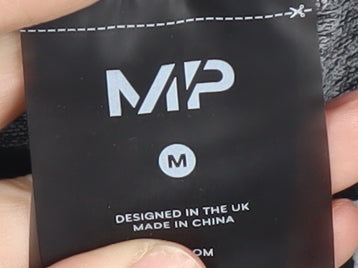 MP
M
DESIGNED IN THE UK
MADE IN CHINA